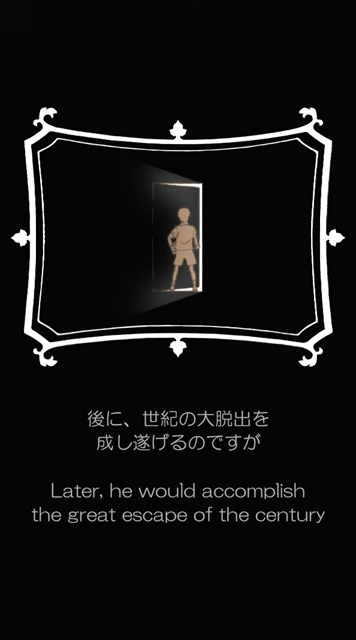 後に、世紀の大脱出を
成し遂げるのですが
Later, he would accomplish
the great escape of the century